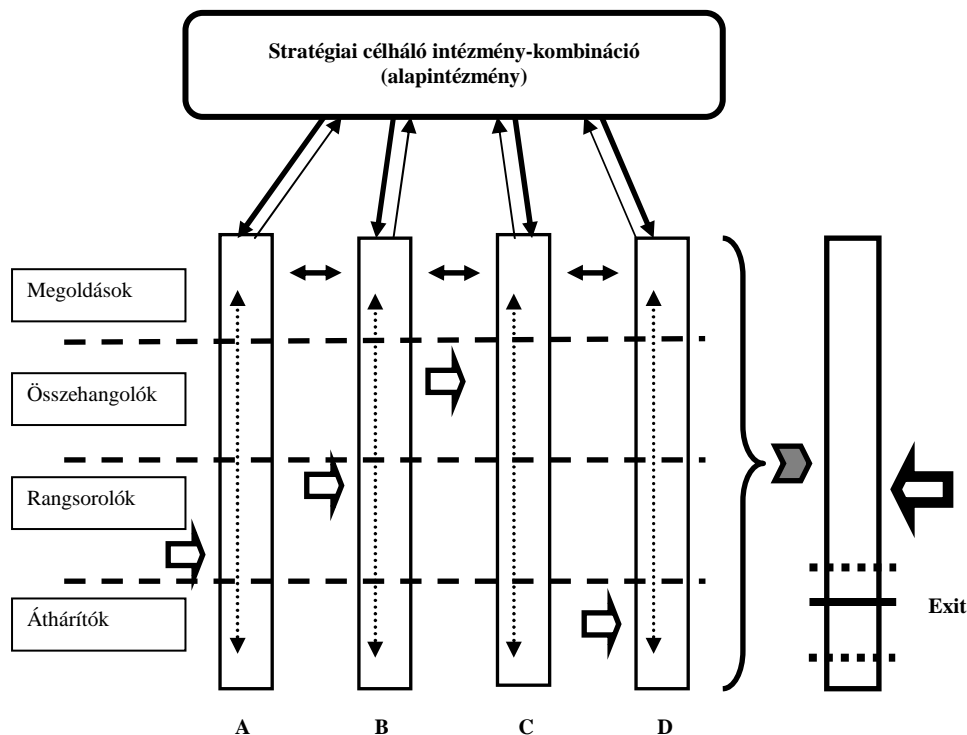 Stratégiai célháló intézmény-kombináció
(alapintézmény)
Megoldások
Összehangolók
Rangsorolók
Áthárítók
Exit
A B C D